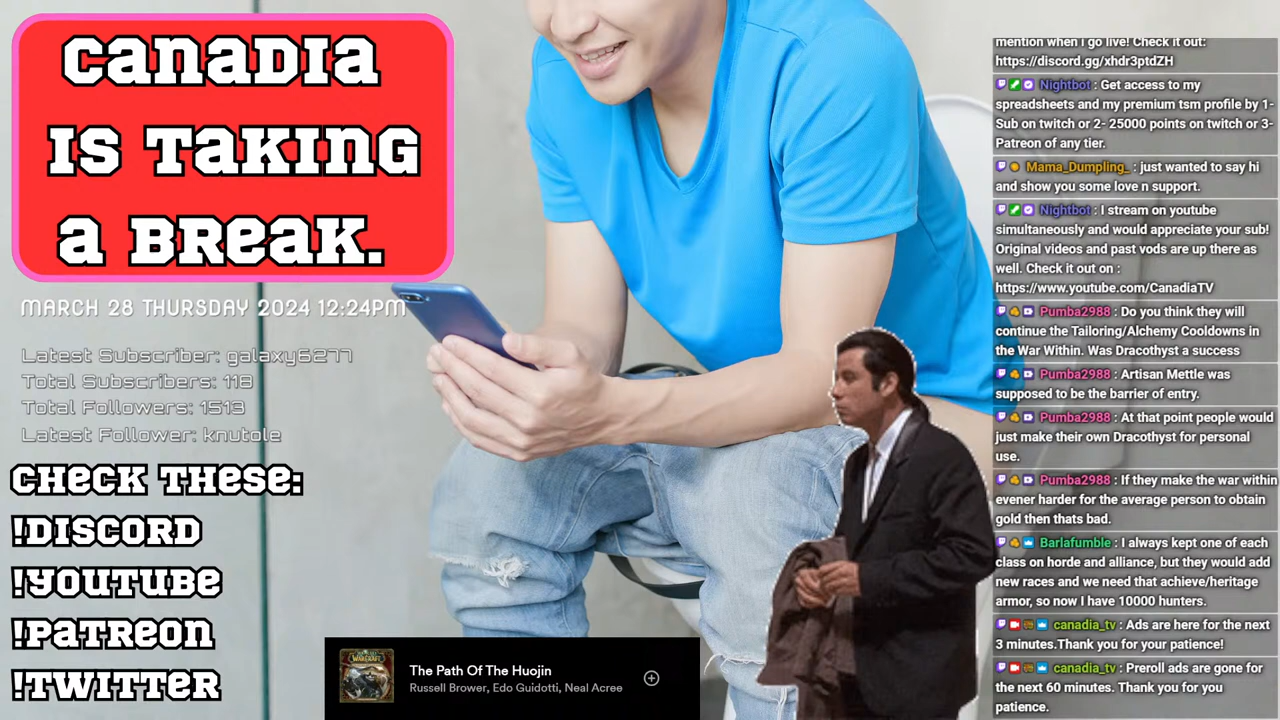 CANADIA
IS TAKING
A BREAK.
MARCH 28 THURSDAY 2024 12:24PM
Latest Subscriber: galaxy6277
Total Subscribers: 118
Total Followers: 1513
Latest Follower: knutole
CHECK THESE:
!DISCORD
!YOUTUBE
!PATREON
!TWITTER
WARCRAFT
The Path Of The Huojin
Russell Brower, Edo Guidotti, Neal Acree
mention when I go live! Check it out:
https://discord.gg/xhdr3ptdZH
Nightbot : Get access to my
spreadsheets and my premium tsm profile by 1-
Sub on twitch or 2- 25000 points on twitch or 3-
Patreon of any tier.
Mama_Dumpling_ : just wanted to say hi
and show you some love n support.
Nightbot : I stream on youtube
simultaneously and would appreciate your sub!
Original videos and past vods are up there as
well. Check it out on :
https://www.youtube.com/CanadiaTV
Pumba2988 : Do you think they will
continue the Tailoring/Alchemy Cooldowns in
the War Within. Was Dracothyst a success
Pumba2988 : Artisan Mettle was
supposed to be the barrier of entry.
Pumba2988 : At that point people would
just make their own Dracothyst for personal
use.
Pumba2988 : If they make the war within
evener harder for the average person to obtain
gold then thats bad.
Barlafumble : I always kept one of each
class on horde and alliance, but they would add
new races and we need that achieve/heritage
armor, so now I have 10000 hunters.
canadia_tv : Ads are here for the next
3 minutes.Thank you for your patience!
canadia_tv : Preroll ads are gone for
the next 60 minutes. Thank you for you
patience.